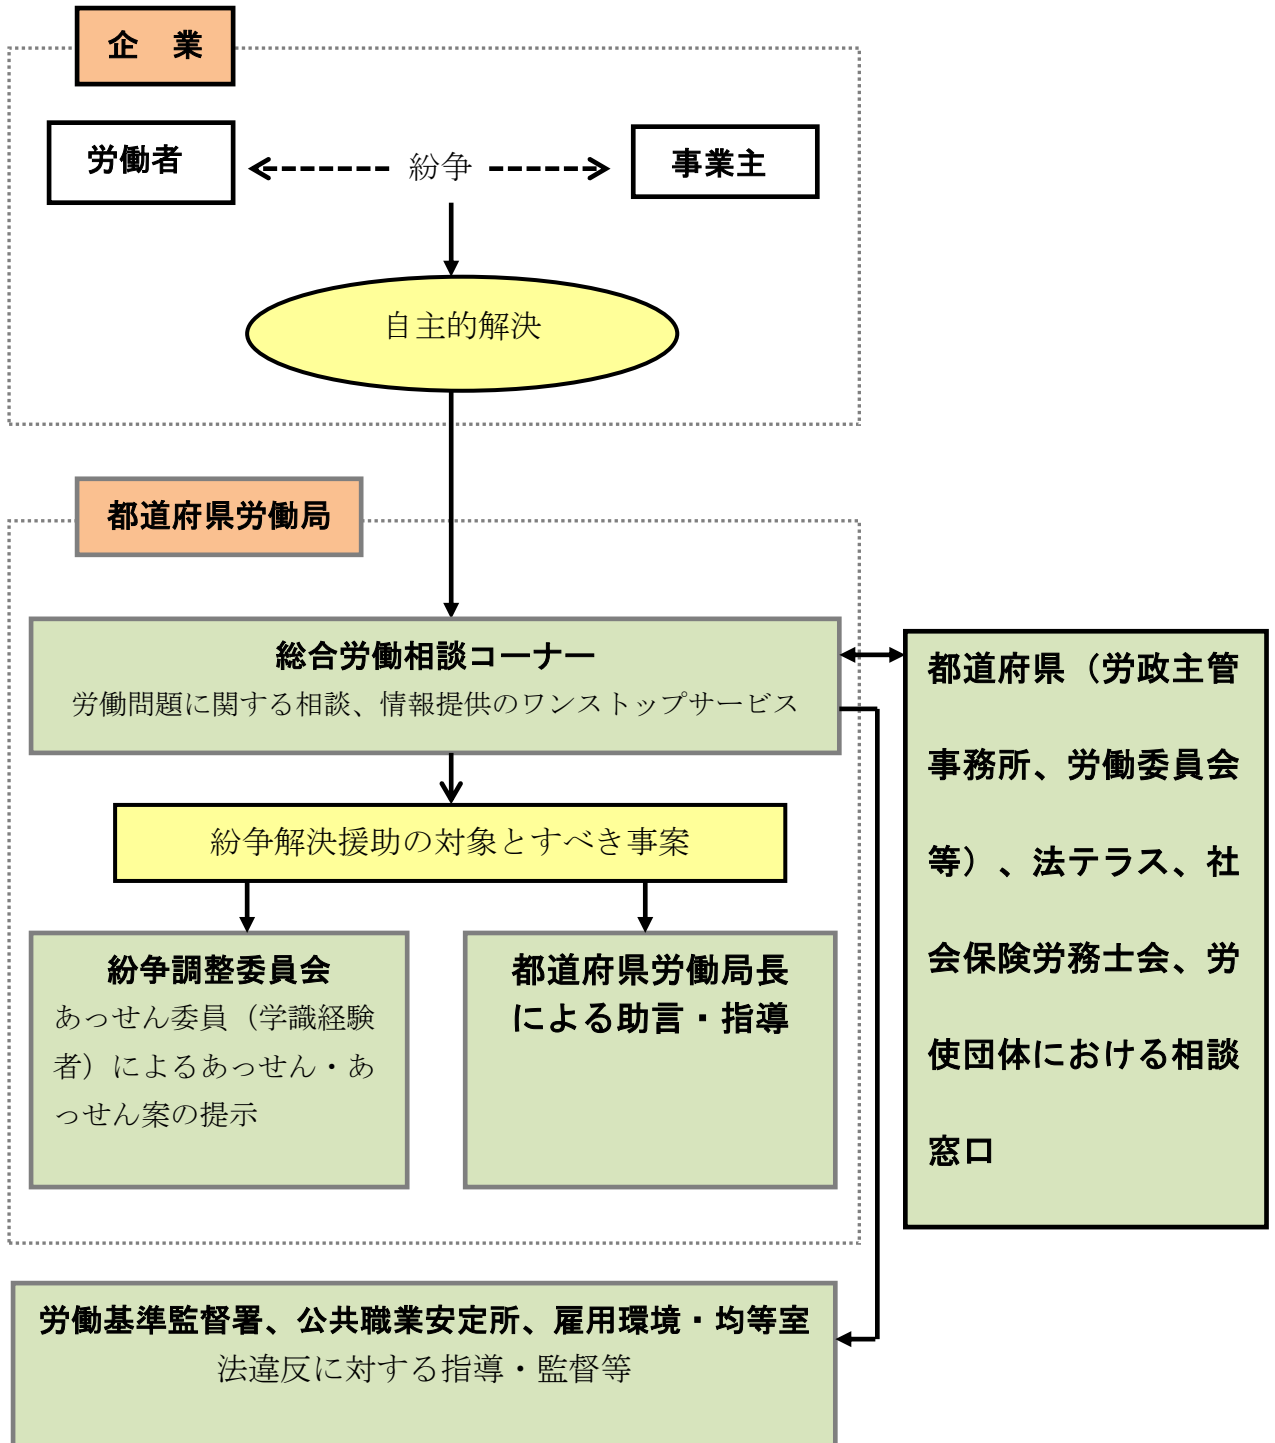 企　業
労働者
紛争
事業主
自主的解決
都道府県労働局
総合労働相談コーナー
労働問題に関する相談、情報提供のワンストップサービス
紛争解決援助の対象とすべき事案
紛争調整委員会
あっせん委員（学識経験
者）によるあっせん・あ
っせん案の提示
都道府県労働局長
による助言・指導
都道府県（労政主管
事務所、労働委員会
等）、法テラス、社
会保険労務士会、労
使団体における相談
窓口
労働基準監督署、公共職業安定所、雇用環境・均等室
法違反に対する指導・監督等